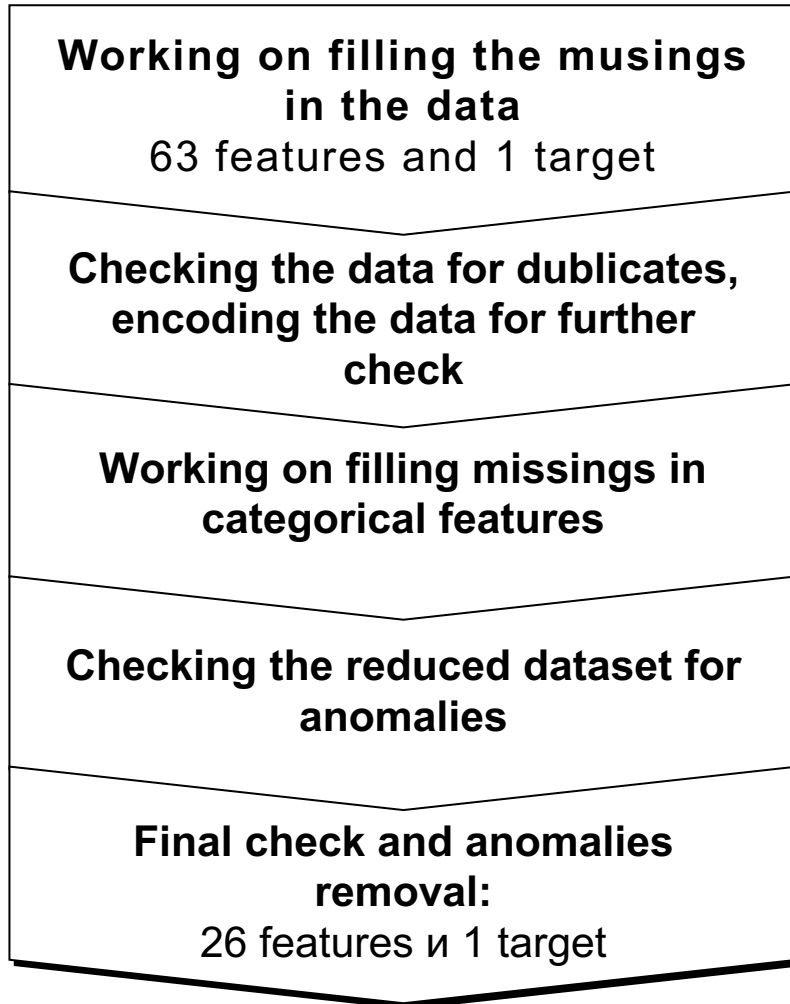 Working on filling the musings
in the data
63 features and 1 target
Checking the data for dublicates,
encoding the data for further
check
Working on filling missings in
categorical features
Checking the reduced dataset for
anomalies
Final check and anomalies
removal:
26 features и 1 target